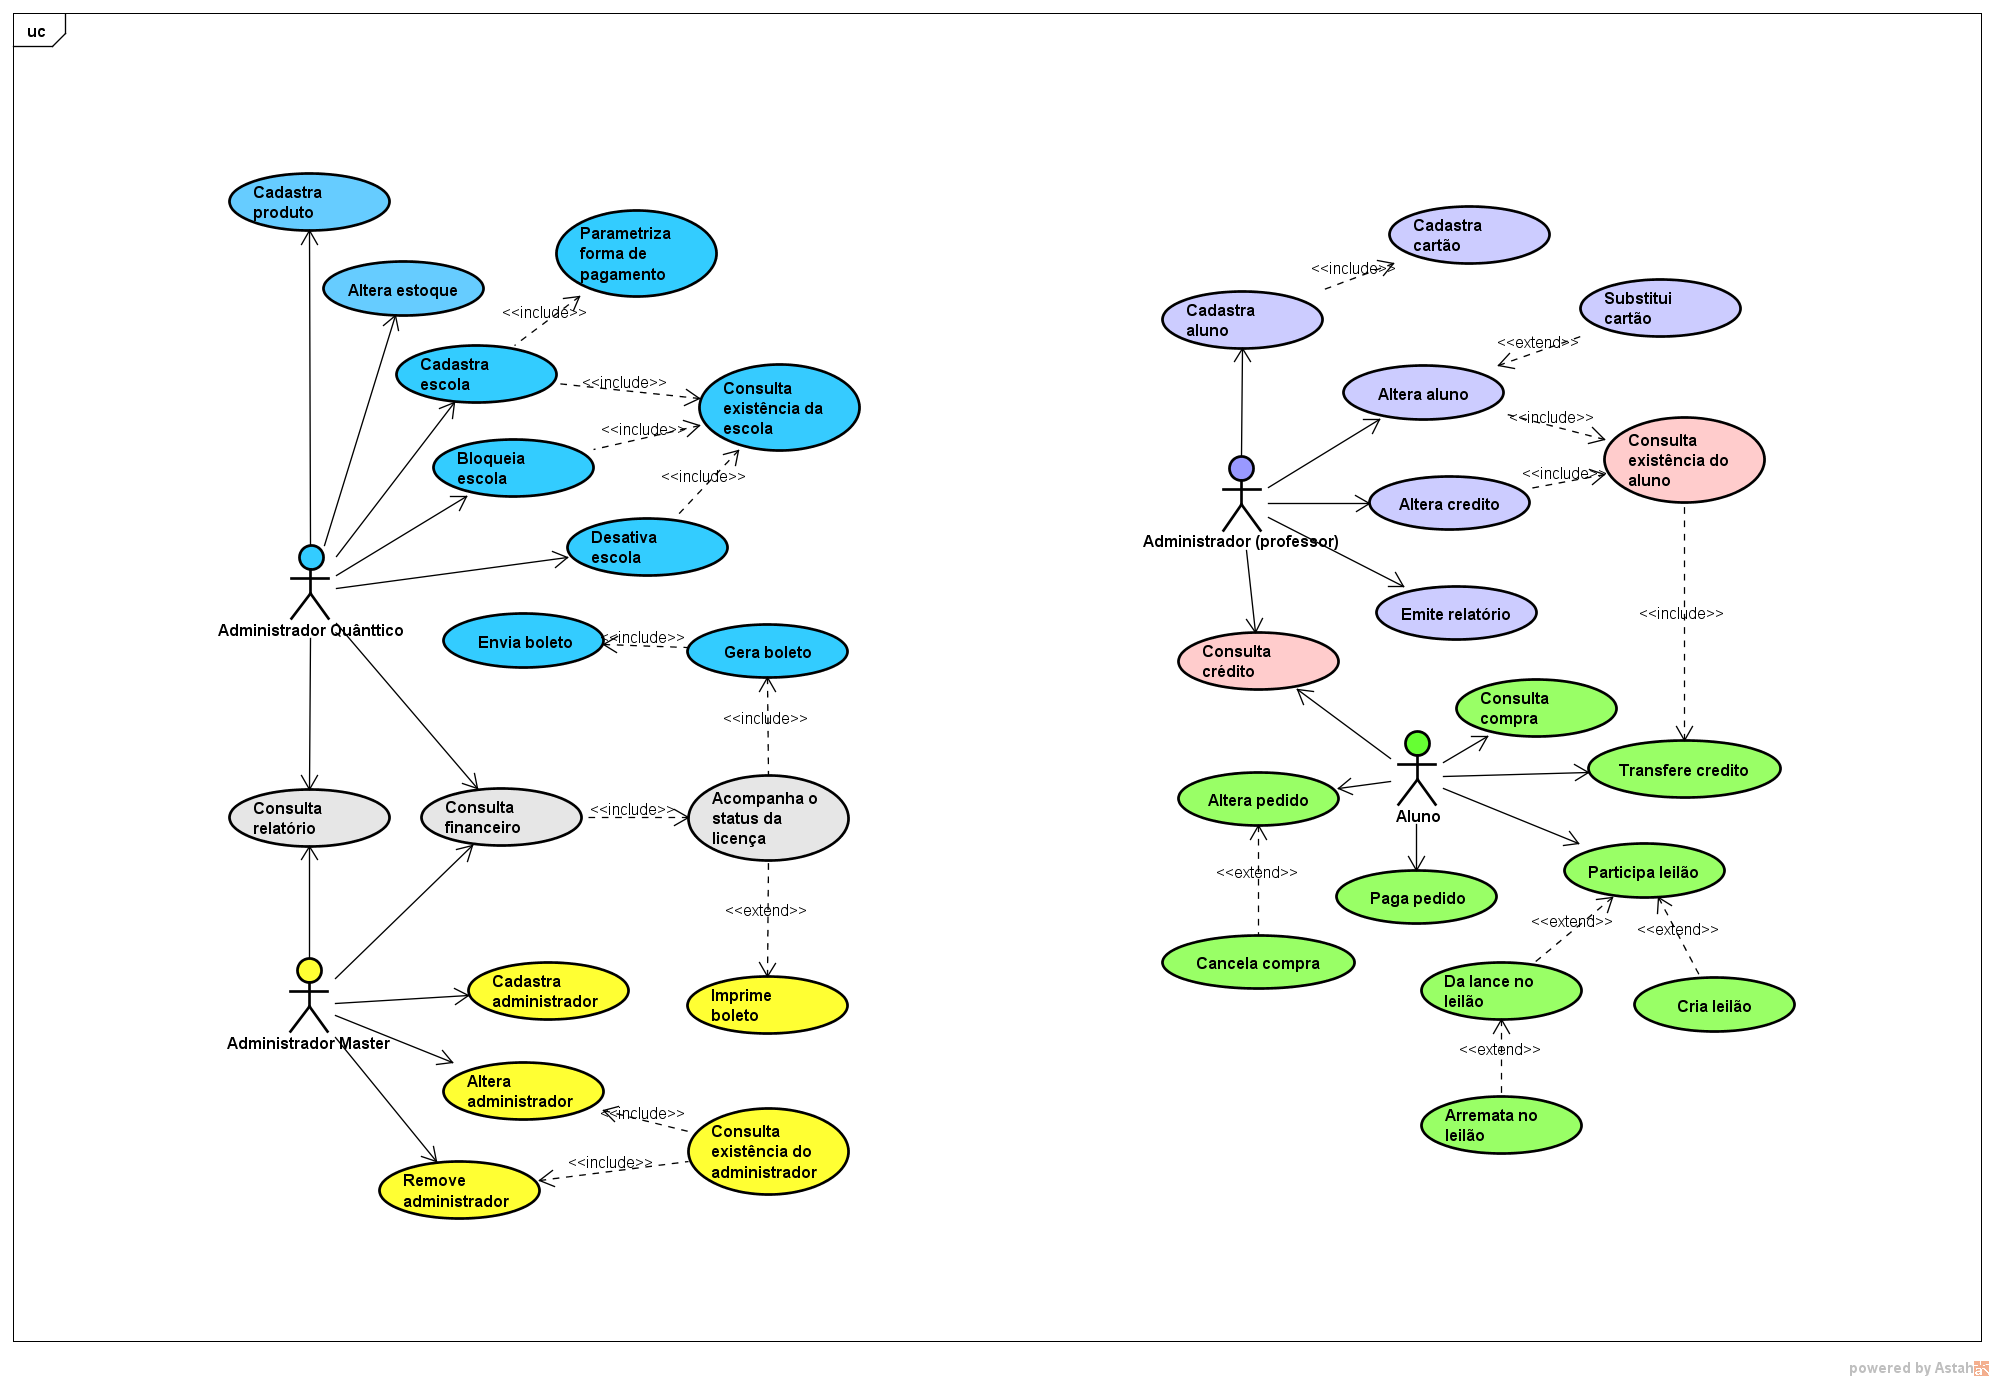 uc
Cadastra
produto
Altera estoque
Parametriza
forma de
pagamento
<<include>>
Cadastra
escola
<<include>>
Consulta
existência da
escola
Bloqueia
escola
<<include>>
<<include>>
Desativa
escola
Administrador Quânttico
Envia boleto
<<include>>
Gera boleto
<<include>>
Consulta
relatório
Consulta
financeiro
<<include>>
Acompanha o
status da
licença
<<extend>>
Imprime
boleto
Administrador Master
Cadastra
administrador
Altera
administrador
<<include>>
Consulta
existência do
administrador
<<include>>
Remove
administrador
Cadastra
cartão
<<include>>
Cadastra
aluno
Substitui
cartão
<<extend>>
Altera aluno
<<include>>
Consulta
existência do
aluno
<<include>>
Altera credito
Administrador (professor)
Emite relatório
<<include>>
Consulta
crédito
Consulta
compra
Transfere credito
Altera pedido
Aluno
<<extend>>
Paga pedido
Participa leilão
<<extend>>
<<extend>>
Cancela compra
Da lance no
leilão
Cria leilão
<<extend>>
Arremata no
leilão
powered by Astah